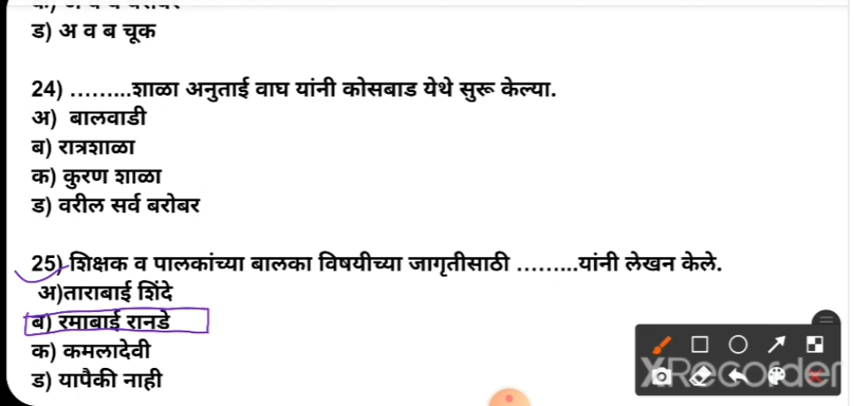 ड) अ व ब चूक
24) .........शाळा अनुताई वाघ यांनी कोसबाड येथे सुरू केल्या.
अ) बालवाडी
ब) रात्रशाळा
क) कुरण शाळा
ड) वरील सर्व बरोबर
25) शिक्षक व पालकांच्या बालका विषयीच्या जागृतीसाठी .........यांनी लेखन केले.
अ)ताराबाई शिंदे
ब) रमाबाई रानडे
क) कमलादेवी
ड) यापैकी नाही
XRecorder